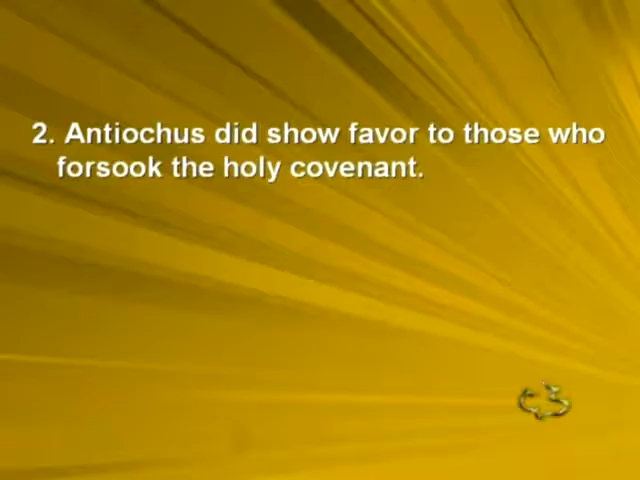 2. Antiochus did show favor to those who
forsook the holy covenant.